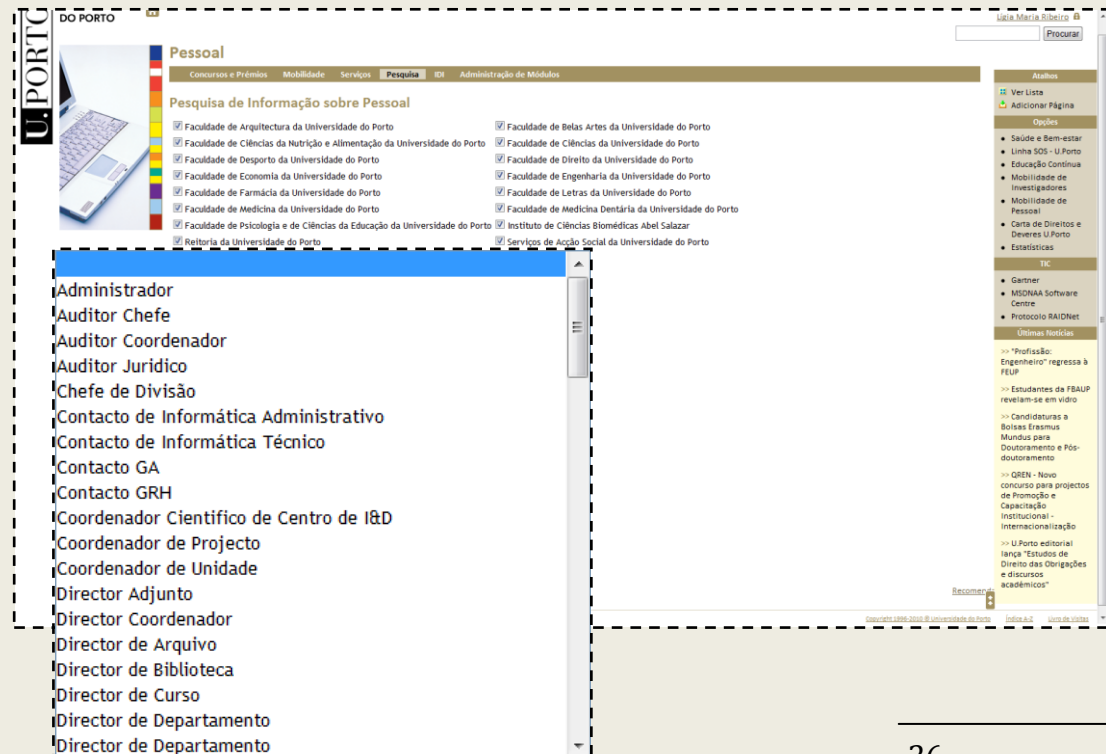 U.PORTO
DO PORTO
Lígia Maria Ribeiro
Procurar
Pessoal
Concursos e Prémios Mobilidade Serviços Pesquisa IDI Administração de Módulos
Pesquisa de Informação sobre Pessoal
Faculdade de Arquitectura da Universidade do Porto
Faculdade de Belas Artes da Universidade do Porto
Faculdade de Ciências da Nutrição e Alimentação da Universidade do Porto
Faculdade de Ciências da Universidade do Porto
Faculdade de Desporto da Universidade do Porto
Faculdade de Direito da Universidade do Porto
Faculdade de Economia da Universidade do Porto
Faculdade de Engenharia da Universidade do Porto
Faculdade de Farmácia da Universidade do Porto
Faculdade de Letras da Universidade do Porto
Faculdade de Medicina da Universidade do Porto
Faculdade de Medicina Dentária da Universidade do Porto
Faculdade de Psicologia e de Ciências da Educação da Universidade do Porto
Instituto de Ciências Biomédicas Abel Salazar
Reitoria da Universidade do Porto
Serviços de Acção Social da Universidade do Porto
Administrador
Auditor Chefe
Auditor Coordenador
Auditor Juridico
Chefe de Divisão
Contacto de Informática Administrativo
Contacto de Informática Técnico
Contacto GA
Contacto GRH
Coordenador Cientifico de Centro de I&D
Coordenador de Projecto
Coordenador de Unidade
Director Adjunto
Director Coordenador
Director de Arquivo
Director de Biblioteca
Director de Curso
Director de Departamento
Director de Departamento
Atalhos
Ver Lista
Adicionar Página
Opções
Saúde e Bem-estar
Linha SOS - U.Porto
Educação Contínua
Mobilidade de
Investigadores
Mobilidade de
Pessoal
Carta de Direitos e
Deveres U.Porto
Estatísticas
TIC
Gartner
MSDNAA Software
Centre
Protocolo RAIDNet
Últimas Notícias
>> "Profissão:
Engenheiro" regressa à
FEUP
>> Estudantes da FBAUP
revelam-se em vidro
>> Candidaturas a
Bolsas Erasmus
Mundus para
Doutoramento e Pós-
doutoramento
>> QREN - Novo
concurso para projectos
de Promoção e
Capacitação
Institucional -
Internacionalização
>> U.Porto editorial
lança "Estudos de
Direito das Obrigações
e discursos
académicos"
Copyright 1996-2010 © Universidade do Porto Índice A-Z Livro de Visitas
26